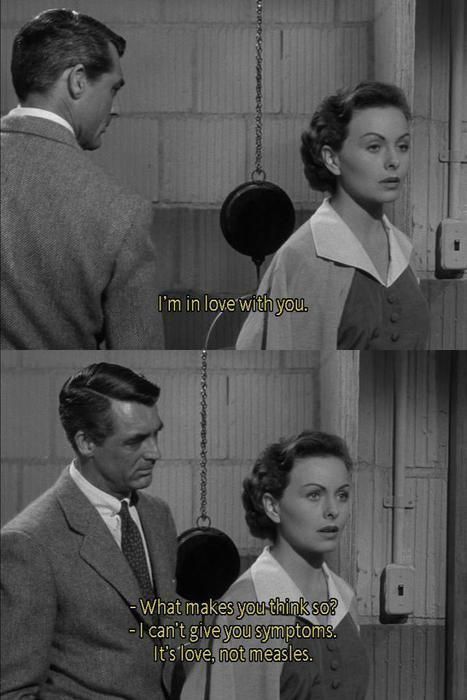 I'm in love with you.
- What makes you think so?
- I can't give you symptoms.
It's love, not measles.